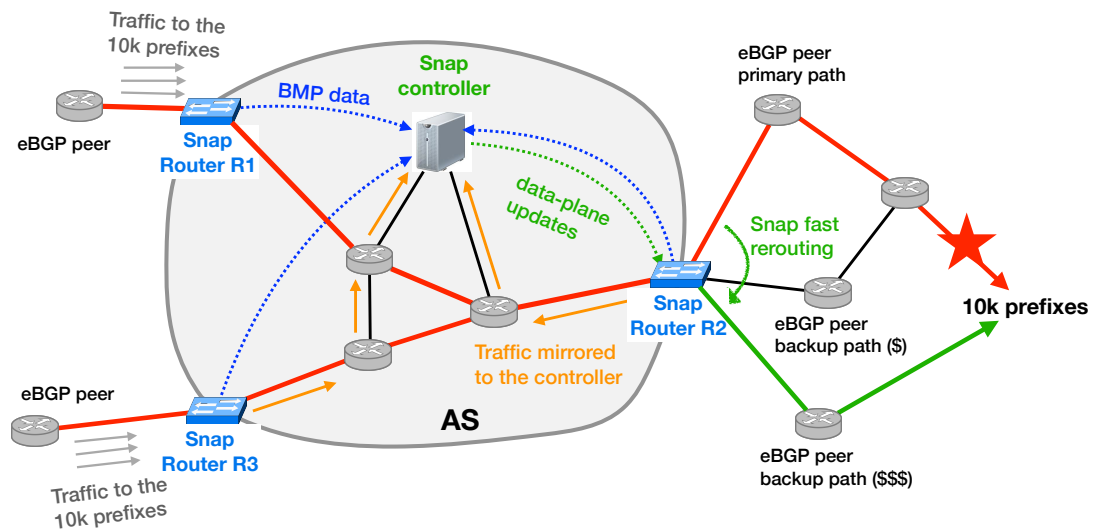 Traffic to the
10k prefixes
eBGP peer
Snap
Router R1
BMP data
Snap
controller
eBGP peer
primary path
data-plane
updates
Snap fast
rerouting
10k prefixes
Snap
Router R2
eBGP peer
backup path ($)
Traffic mirrored
to the controller
AS
eBGP peer
Snap
Router R3
Traffic to the
10k prefixes
eBGP peer
backup path ($$$)